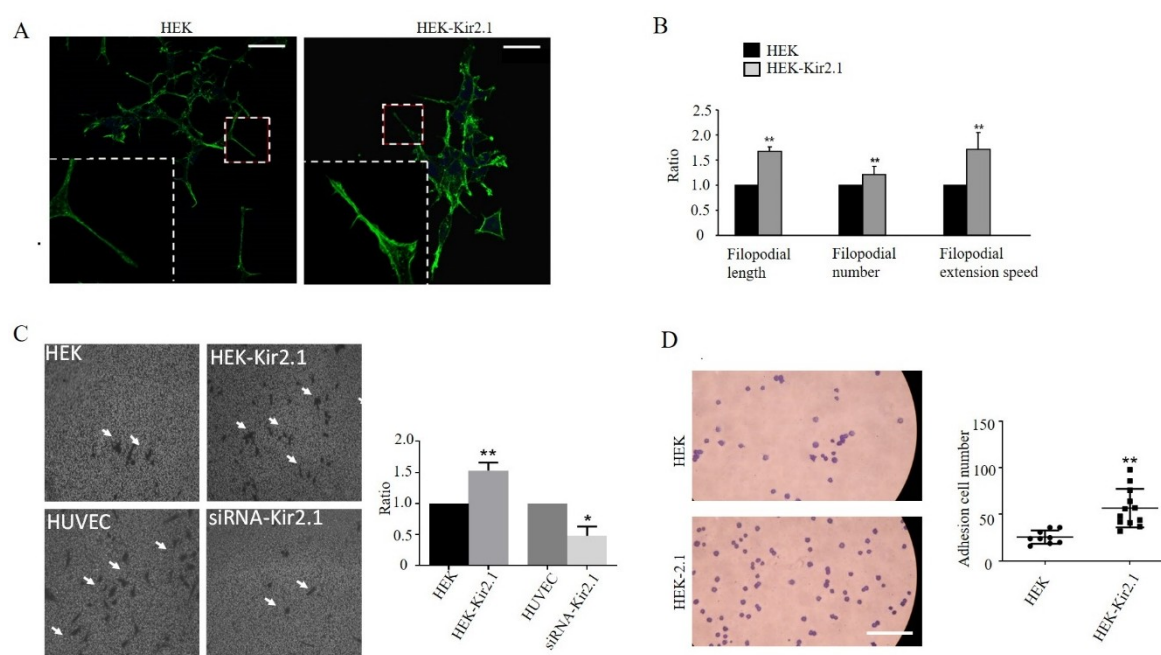 A
HEK
HEK-Kir2.1
B
HEK
HEK-Kir2.1
2.5
2.0
1.5
1.0
0.5
0
Ratio
**
**
**
Filopodial
length
Filopodial
number
Filopodial
extension speed
C
HEK
HEK-Kir2.1
HUVEC
siRNA-Kir2.1
2.0
1.5
1.0
0.5
0
Ratio
**
*
HEK
HEK-Kir2.1
HUVEC
siRNA-Kir2.1
D
HEK
HEK-2.1
150
100
50
0
Adhesion cell number
**
HEK
HEK-Kir2.1